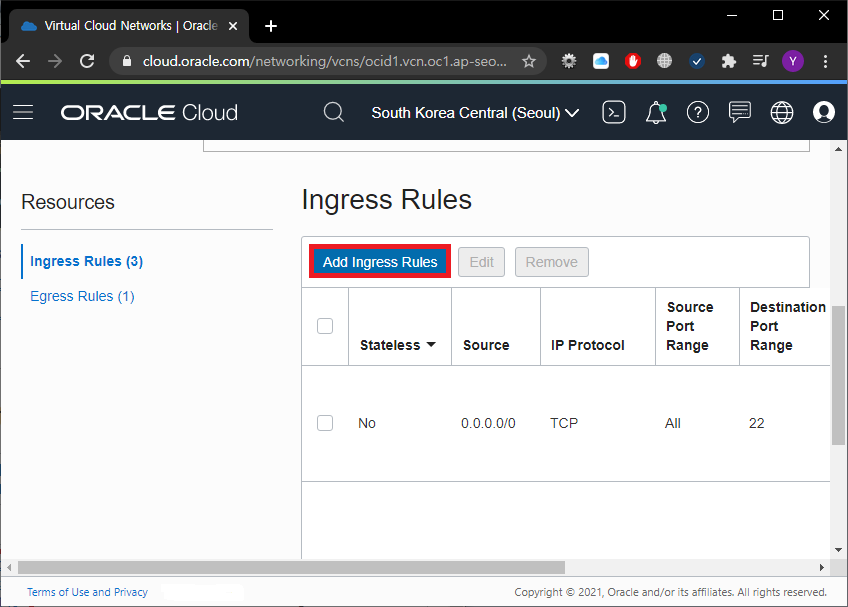 Virtual Cloud Networks | Oracle
cloud.oracle.com/networking/vcns/ocid1.vcn.oc1.ap-seo...
Y
ORACLE Cloud
South Korea Central (Seoul)
Resources
Ingress Rules (3)
Egress Rules (1)
Ingress Rules
Add Ingress Rules
Edit
Remove
Stateless
Source
IP Protocol
Source
Port
Range
Destination
Port
Range
No
0.0.0.0/0
TCP
All
22
Terms of Use and Privacy
Copyright © 2021, Oracle and/or its affiliates. All rights reserved.